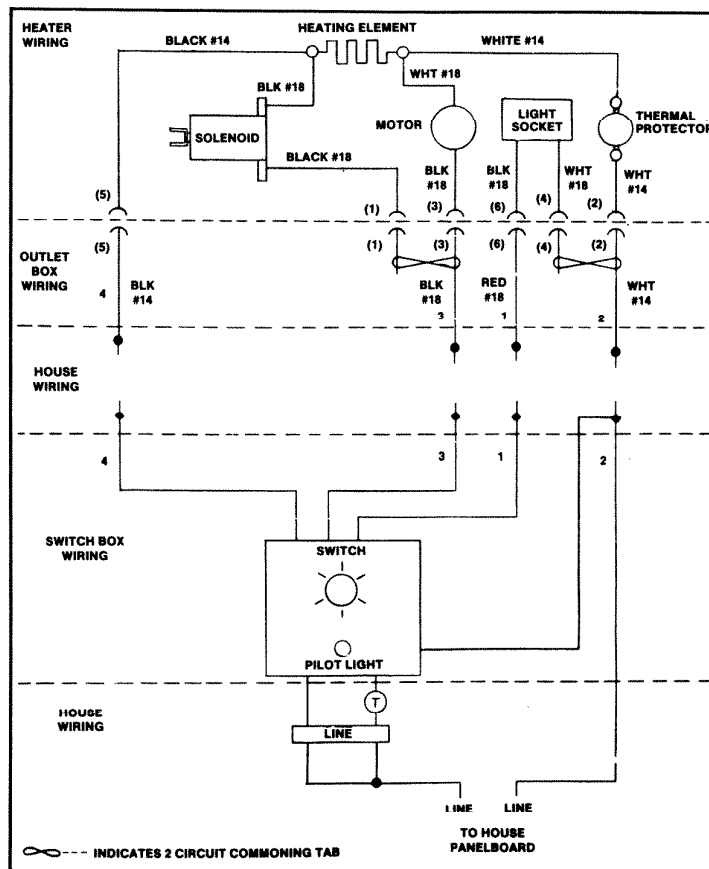 HEATER
WIRING
HEATING ELEMENT
BLACK #14
WHITE #14
BLK #18
WHT #18
SOLENOID
MOTOR
LIGHT
SOCKET
THERMAL
PROTECTOR
BLACK #18
BLK
#18
BLK
#18
WHT
#18
WHT
#14
(5)
(1)
(3)
(6)
(4)
(2)
(5)
(1)
(3)
(6)
(4)
(2)
OUTLET
BOX
WIRING
4
BLK
#14
BLK
#18
RED
#18
WHT
#14
3
1
2
HOUSE
WIRING
4
3
1
2
SWITCH BOX
WIRING
SWITCH
PILOT LIGHT
HOUSE
WIRING
T
LINE
LINE
LINE
TO HOUSE
PANELBOARD
--- INDICATES 2 CIRCUIT COMMONING TAB